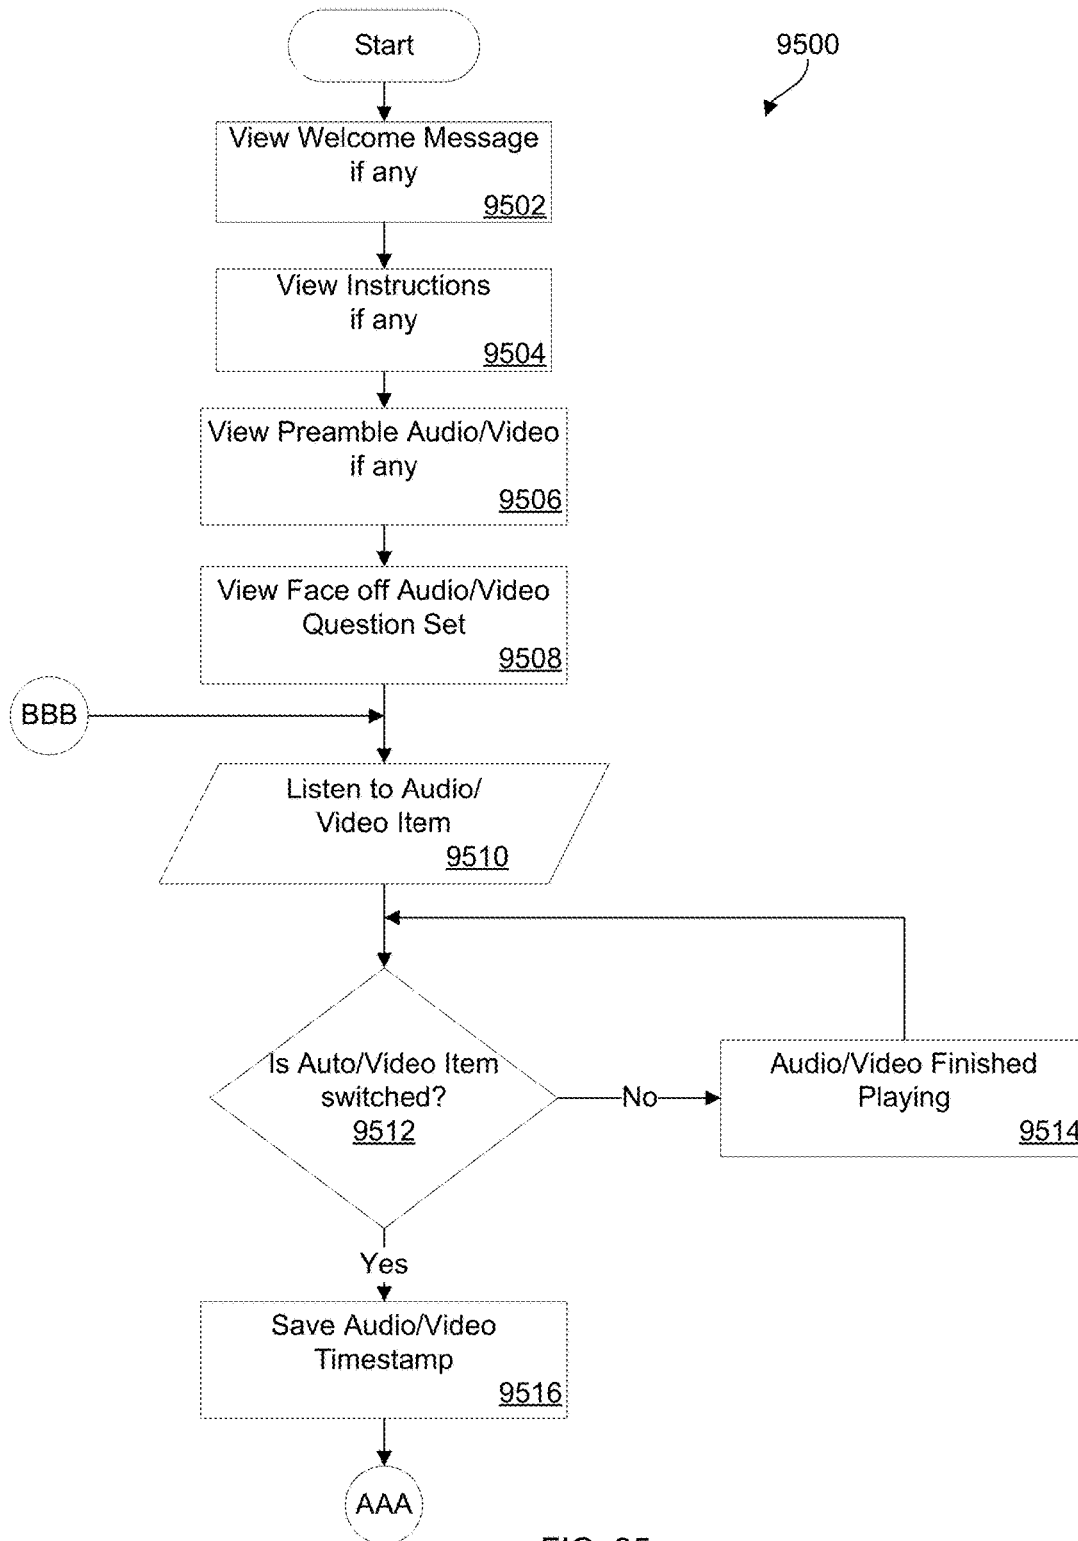 Start
9500
View Welcome Message
if any
9502
View Instructions
if any
9504
View Preamble Audio/Video
if any
9506
View Face off Audio/Video
Question Set
9508
BBB
Listen to Audio/
Video Item
9510
Is Auto/Video Item
switched?
9512
No
Audio/Video Finished
Playing
9514
Yes
Save Audio/Video
Timestamp
9516
AAA